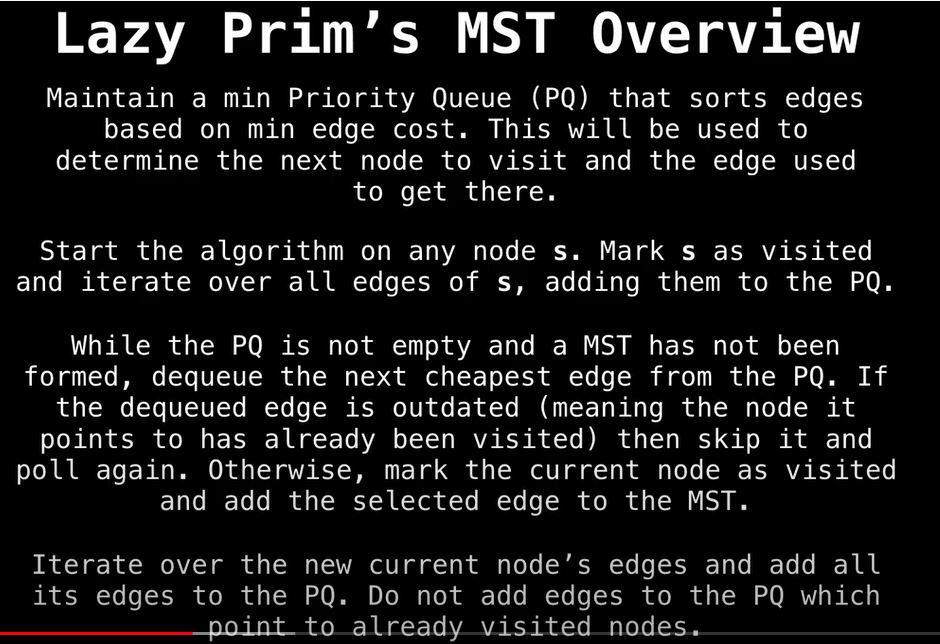 Lazy Prim's MST Overview
Maintain a min Priority Queue (PQ) that sorts edges
based on min edge cost. This will be used to
determine the next node to visit and the edge used
to get there.
Start the algorithm on any node s. Mark s as visited
and iterate over all edges of s, adding them to the PQ.
While the PQ is not empty and a MST has not been
formed, dequeue the next cheapest edge from the PQ. If
the dequeued edge is outdated (meaning the node it
points to has already been visited) then skip it and
poll again. Otherwise, mark the current node as visited
and add the selected edge to the MST.
Iterate over the new current node's edges and add all
its edges to the PQ. Do not add edges to the PQ which
point to already visited nodes.